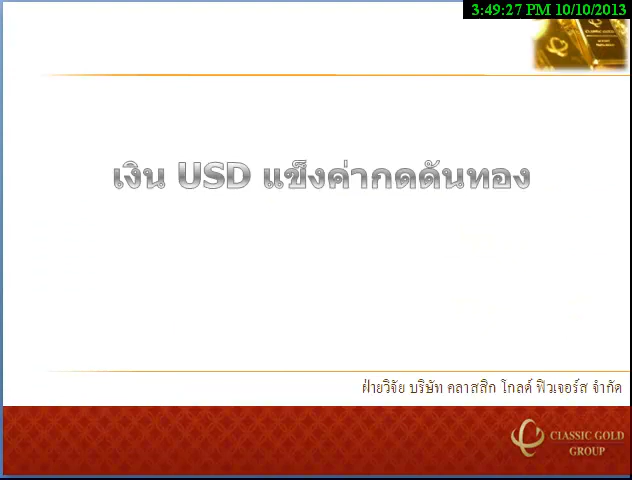 3:49:27 PM 10/10/2013
เงิน USD แข็งค่ากดดันทอง
ฝ่ายวิจัย บริษัท คลาสสิก โกลด์ ฟิวเจอร์ส จำกัด
CLASSIC GOLD
GROUP